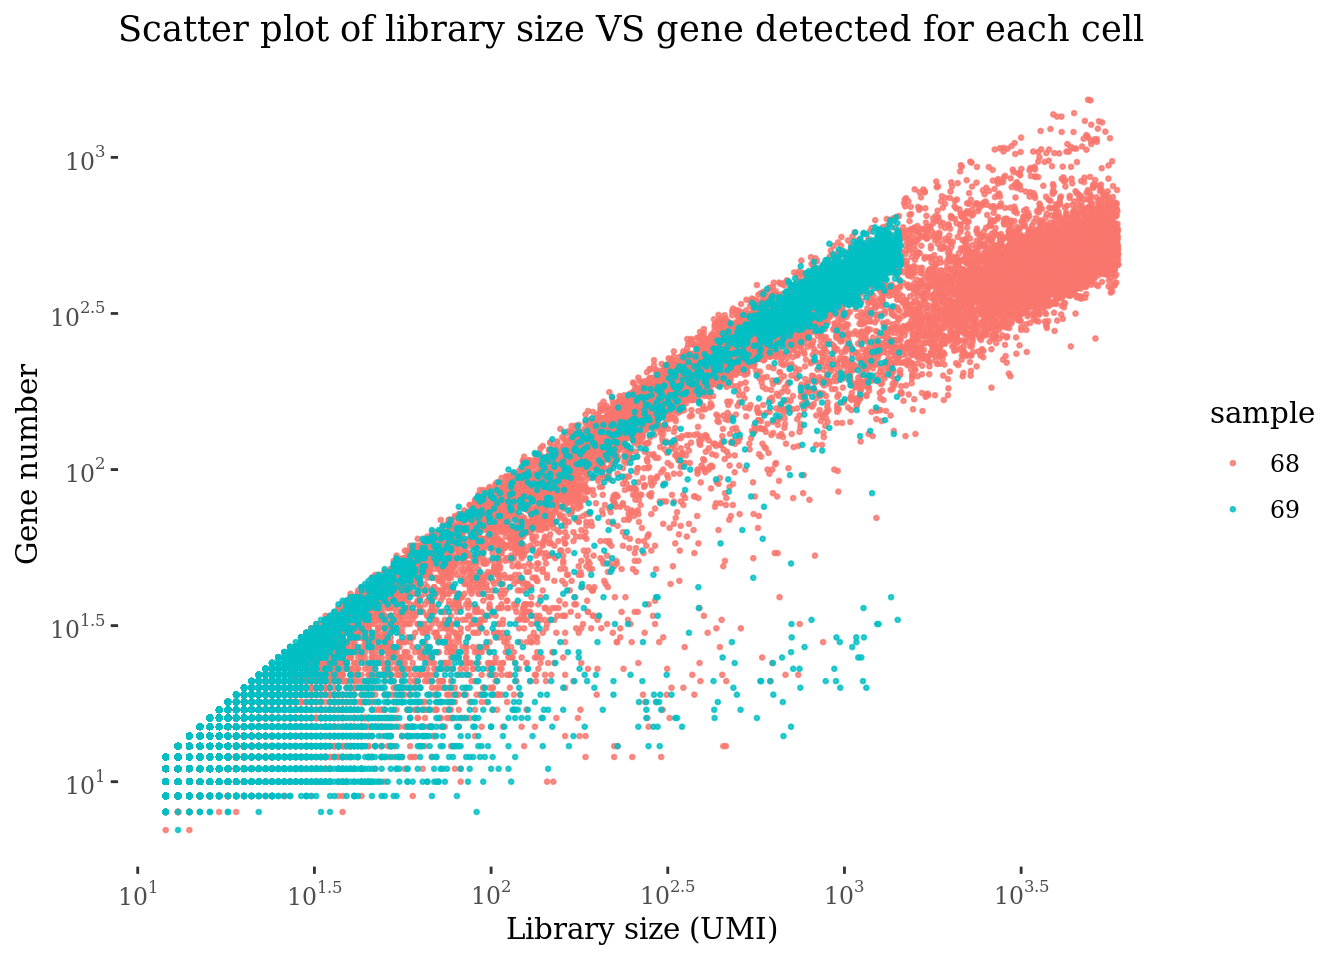 Scatter plot of library size VS gene detected for each cell
Gene number
10^3
10^2.5
10^2
10^1.5
10^1
10^1 10^1.5 10^2 10^2.5 10^3 10^3.5
Library size (UMI)
sample
68
69